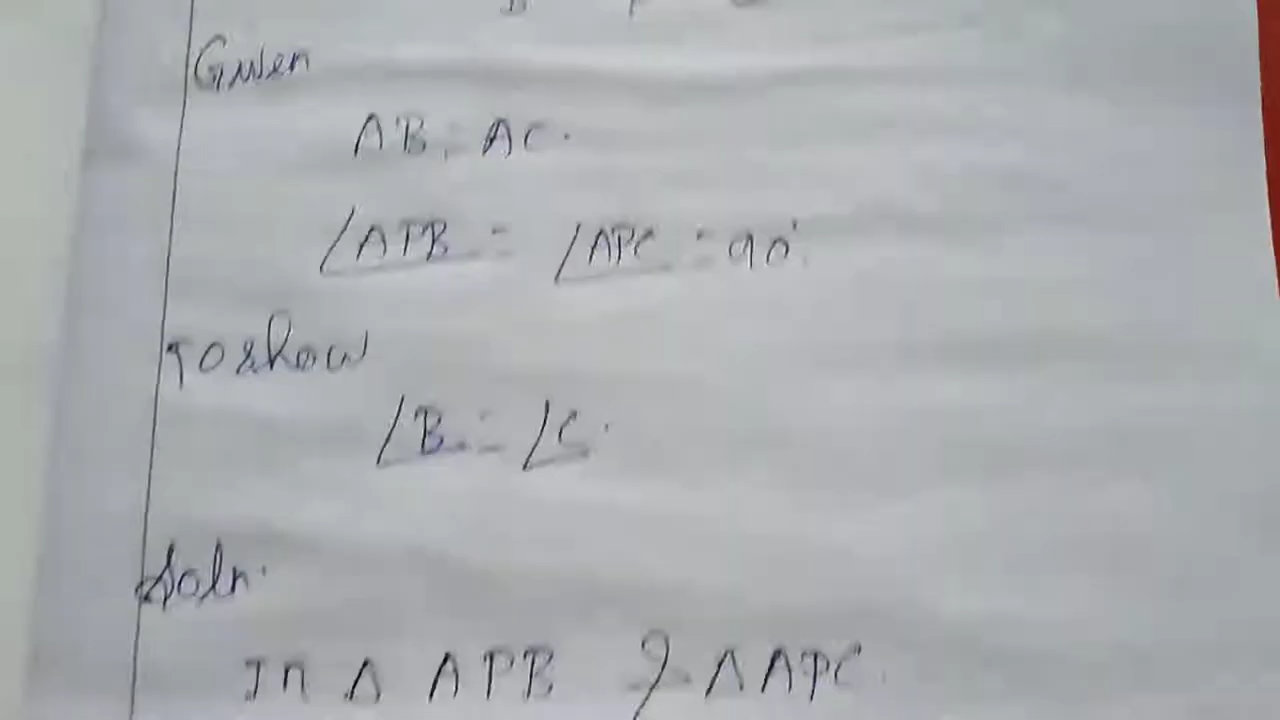 Given
AB = AC.
∠APB = ∠APC = 90°.
To show
∠B = ∠C.
Soln.
In Δ APB & Δ APC.